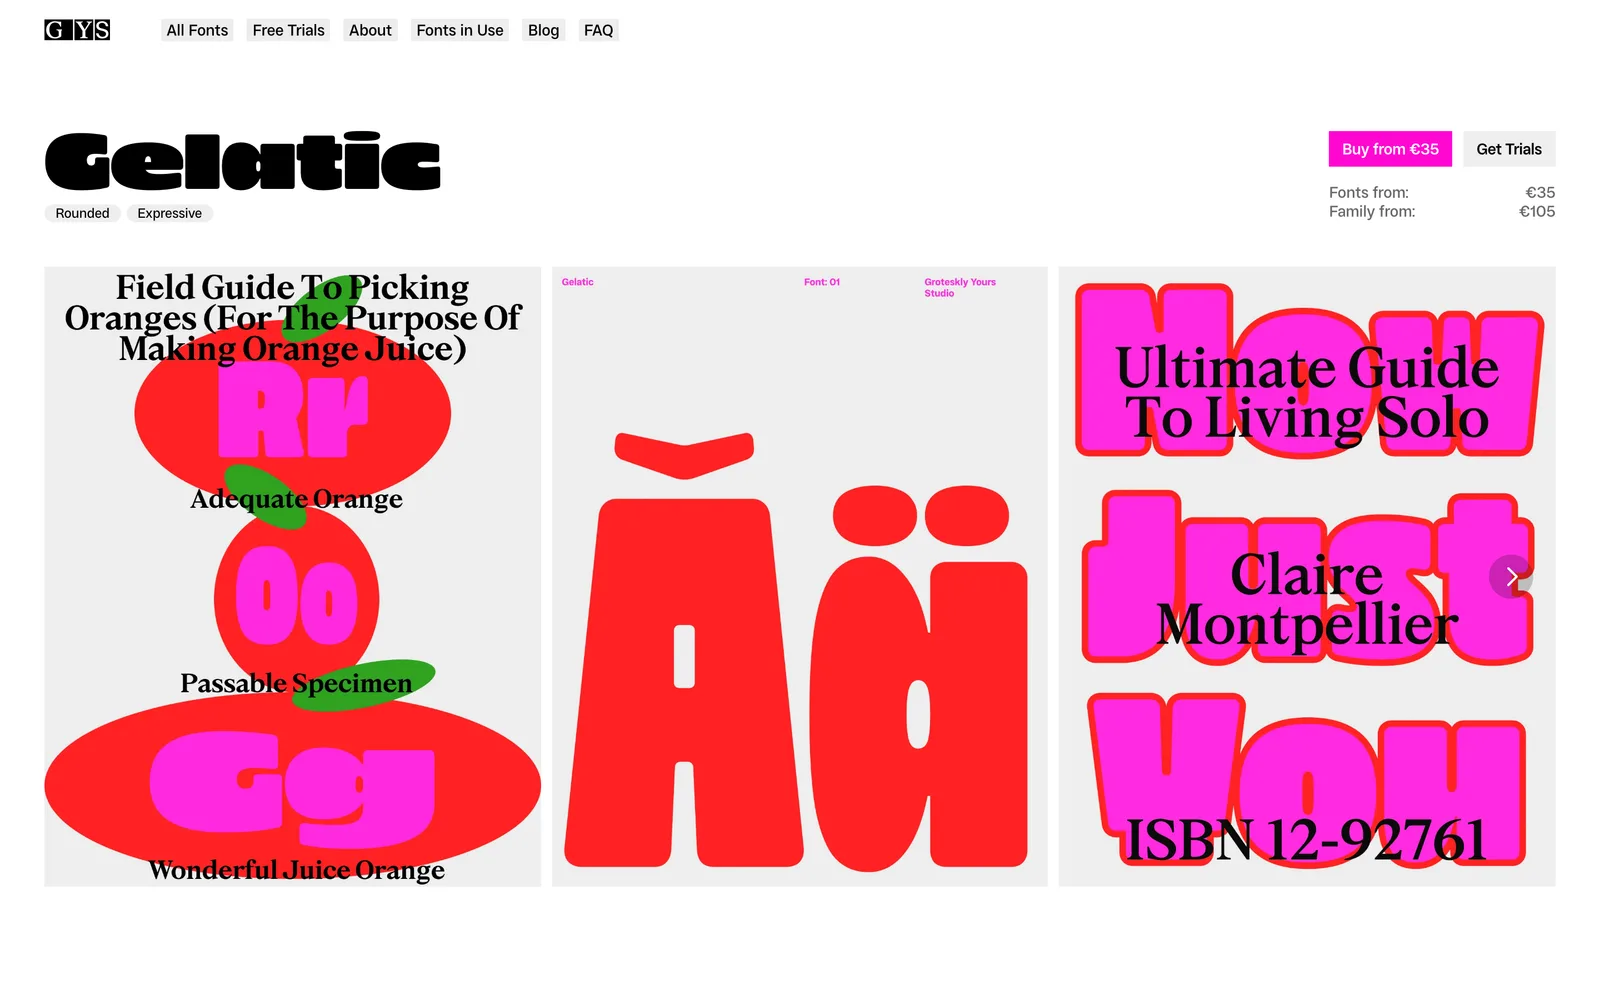 G YS
All Fonts
Free Trials
About
Fonts in Use
Blog
FAQ
Gelatic
Rounded
Expressive
Buy from €35
Get Trials
Fonts from: €35
Family from: €105
Field Guide To Picking
Oranges (For The Purpose Of
Making Orange Juice)
Rr
Adequate Orange
Oo
Passable Specimen
Gg
Wonderful Juice Orange
Gelatic
Font: 01
Groteskly Yours
Studio
Ǎä
Now
Ultimate Guide
To Living Solo
Just
Claire
Montpellier
You
ISBN 12-92761